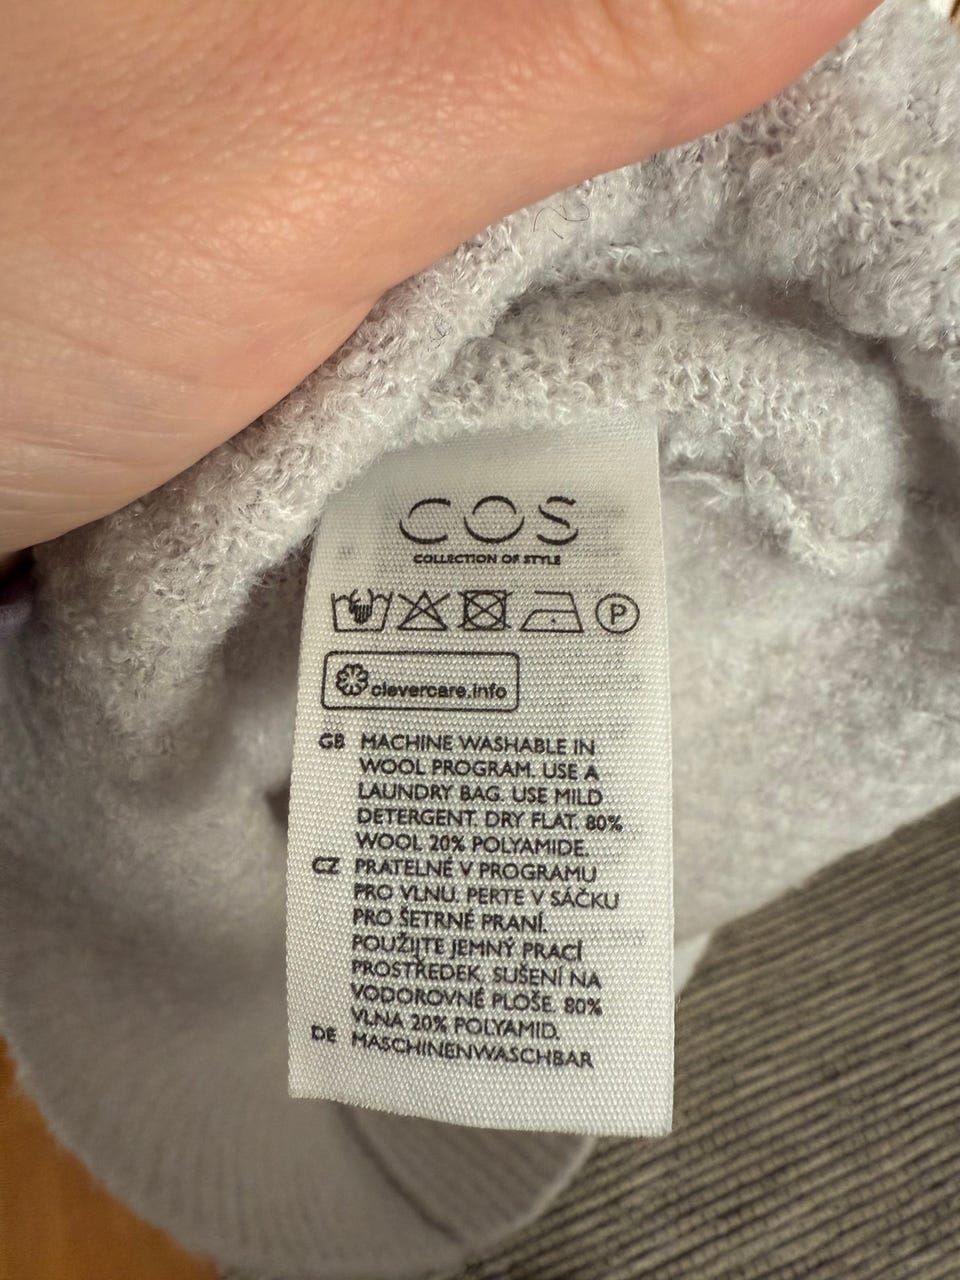 COS
COLLECTION OF STYLE
P
clevercare.info
GB MACHINE WASHABLE IN
WOOL PROGRAM. USE A
LAUNDRY BAG. USE MILD
DETERGENT. DRY FLAT. 80%
WOOL 20% POLYAMIDE.
CZ PRATELNÉ V PROGRAMU
PRO VLNU. PERTE V SÁČKU
PRO ŠETRNÉ PRANÍ.
POUŽIJTE JEMNÝ PRACÍ
PROSTŘEDEK. SUŠENÍ NA
VODOROVNÉ PLOŠE. 80%
VLNA 20% POLYAMID.
DE MASCHINENWASCHBAR